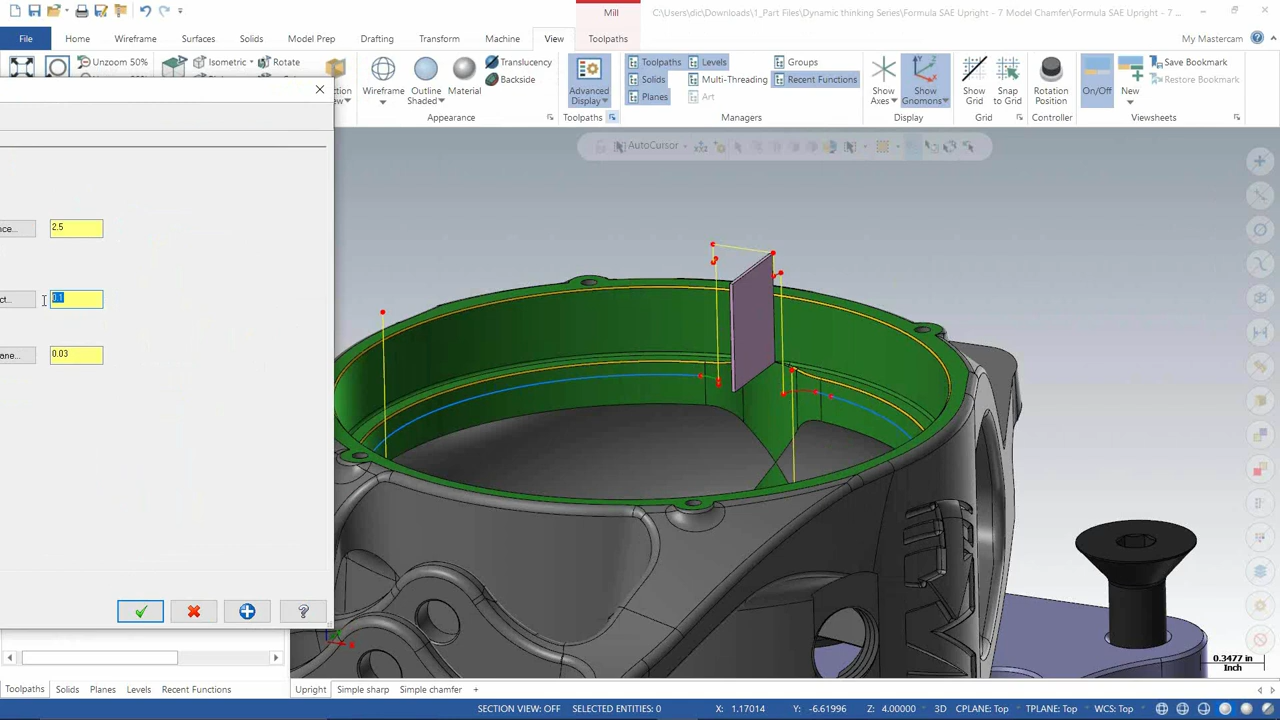 Mill
C:\Users\dic\Downloads\1_Part Files\Dynamic thinking Series\Formula SAE Upright - 7 Model Chamfer\Formula SAE Upright - 7 ...
File
Home
Wireframe
Surfaces
Solids
Model Prep
Drafting
Transform
Machine
View
Toolpaths
My Mastercam
Unzoom 50%
Isometric
Rotate
Wireframe
Outline
Shaded
Material
Translucency
Backside
Appearance
Advanced
Display
Toolpaths
Toolpaths
Solids
Planes
Levels
Multi-Threading
Art
Groups
Recent Functions
Managers
Show
Axes
Show
Gnomons
Display
Show
Grid
Snap
to Grid
Grid
Rotation
Position
Controller
On/Off
New
Save Bookmark
Restore Bookmark
Viewsheets
AutoCursor
nce...
2.5
ct...
0.1
ane...
0.03
0.3477 in
Inch
Toolpaths
Solids
Planes
Levels
Recent Functions
Upright
Simple sharp
Simple chamfer
+
SECTION VIEW: OFF
SELECTED ENTITIES: 0
X: 1.17014
Y: -6.61996
Z: 4.00000
3D
CPLANE: Top
TPLANE: Top
WCS: Top